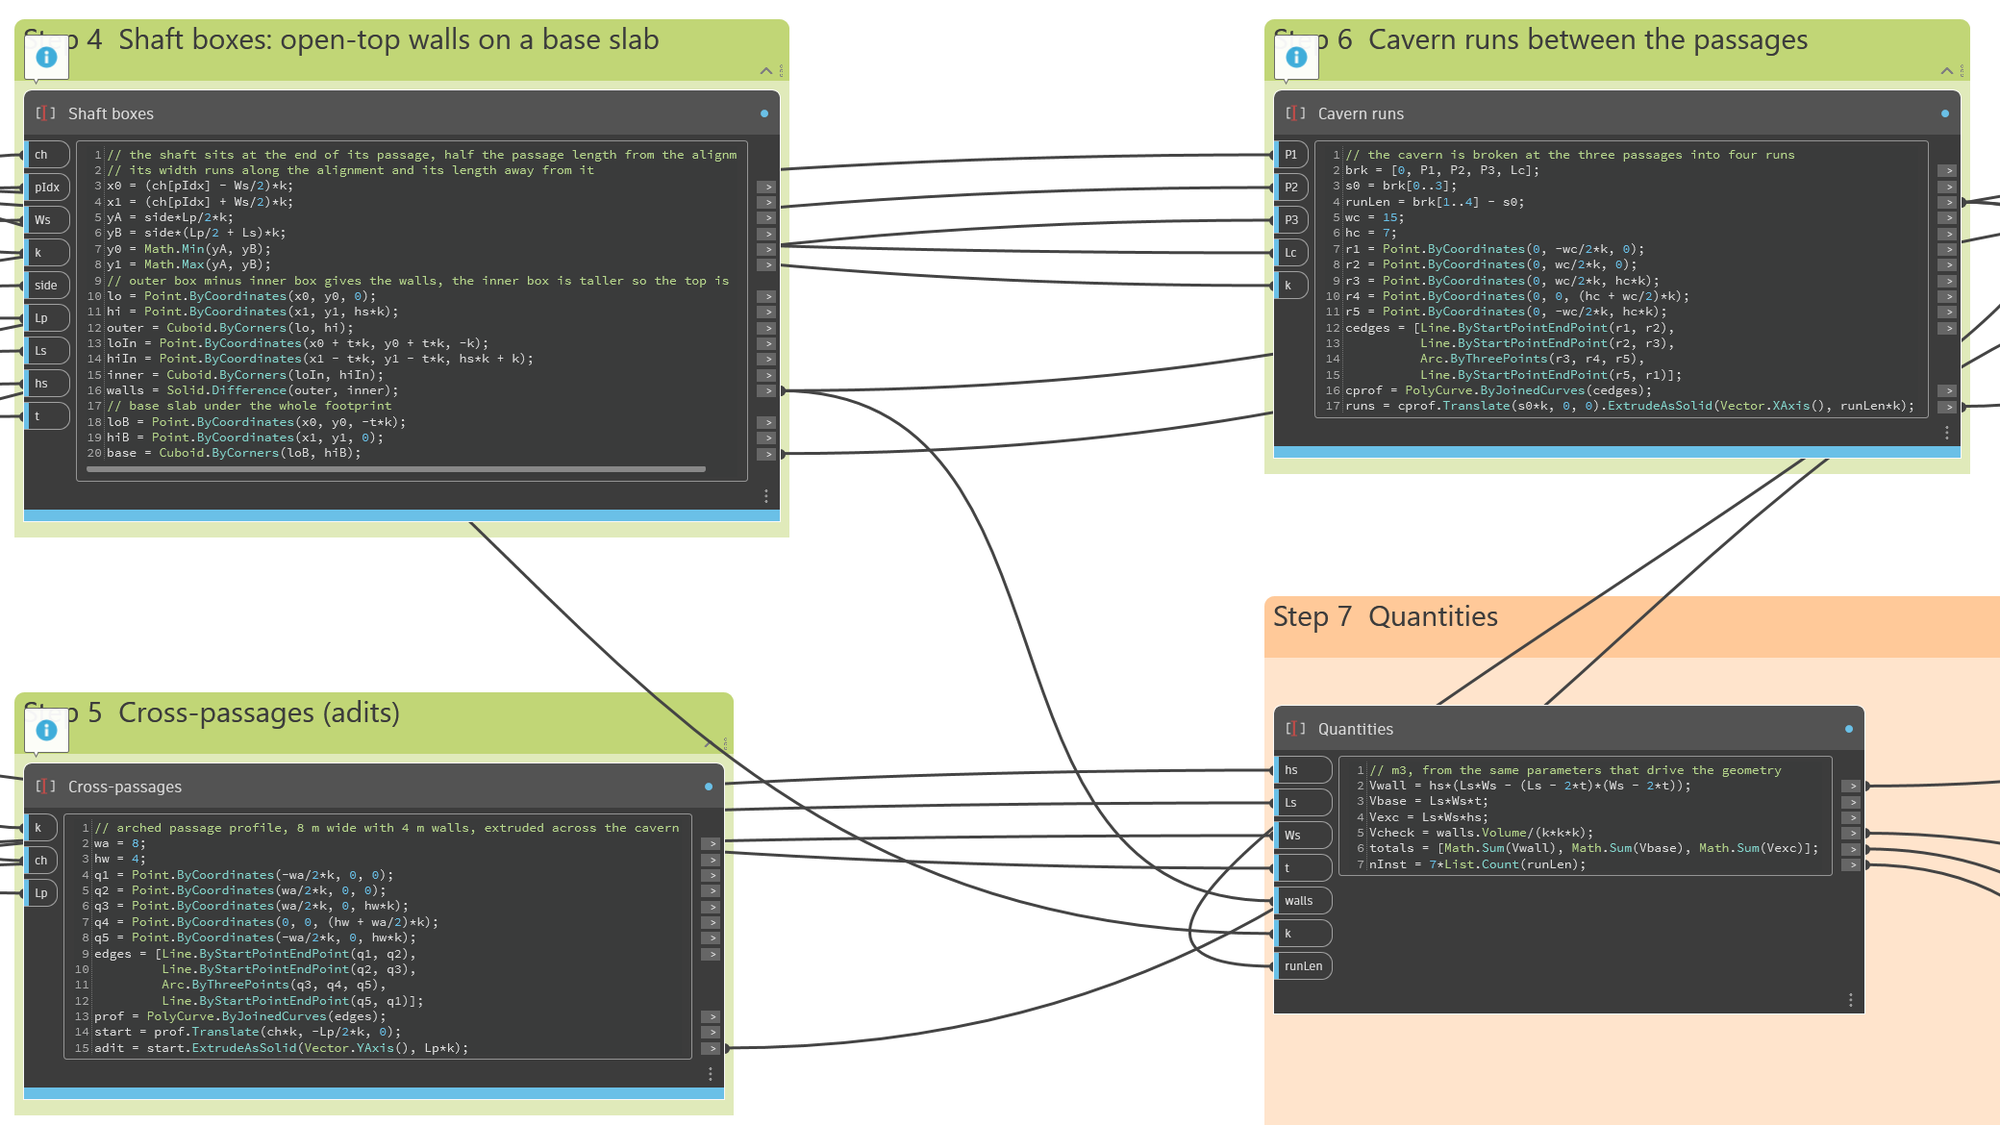 Step 4 Shaft boxes: open-top walls on a base slab
Shaft boxes
ch
pIdx
Ws
k
side
Lp
Ls
hs
t
1 // the shaft sits at the end of its passage, half the passage length from the alignm
2 // its width runs along the alignment and its length away from it
3 x0 = (ch[pIdx] - Ws/2)*k;
4 x1 = (ch[pIdx] + Ws/2)*k;
5 yA = side*Lp/2*k;
6 yB = side*(Lp/2 + Ls)*k;
7 y0 = Math.Min(yA, yB);
8 y1 = Math.Max(yA, yB);
9 // outer box minus inner box gives the walls, the inner box is taller so the top is
10 lo = Point.ByCoordinates(x0, y0, 0);
11 hi = Point.ByCoordinates(x1, y1, hs*k);
12 outer = Cuboid.ByCorners(lo, hi);
13 loIn = Point.ByCoordinates(x0 + t*k, y0 + t*k, -k);
14 hiIn = Point.ByCoordinates(x1 - t*k, y1 - t*k, hs*k + k);
15 inner = Cuboid.ByCorners(loIn, hiIn);
16 walls = Solid.Difference(outer, inner);
17 // base slab under the whole footprint
18 loB = Point.ByCoordinates(x0, y0, -t*k);
19 hiB = Point.ByCoordinates(x1, y1, 0);
20 base = Cuboid.ByCorners(loB, hiB);
Step 5 Cross-passages (adits)
Cross-passages
k
ch
Lp
1 // arched passage profile, 8 m wide with 4 m walls, extruded across the cavern
2 wa = 8;
3 hw = 4;
4 q1 = Point.ByCoordinates(-wa/2*k, 0, 0);
5 q2 = Point.ByCoordinates(wa/2*k, 0, 0);
6 q3 = Point.ByCoordinates(wa/2*k, 0, hw*k);
7 q4 = Point.ByCoordinates(0, 0, (hw + wa/2)*k);
8 q5 = Point.ByCoordinates(-wa/2*k, 0, hw*k);
9 edges = [Line.ByStartPointEndPoint(q1, q2),
10 Line.ByStartPointEndPoint(q2, q3),
11 Arc.ByThreePoints(q3, q4, q5),
12 Line.ByStartPointEndPoint(q5, q1)];
13 prof = PolyCurve.ByJoinedCurves(edges);
14 start = prof.Translate(ch*k, -Lp/2*k, 0);
15 adit = start.ExtrudeAsSolid(Vector.YAxis(), Lp*k);
Step 6 Cavern runs between the passages
Cavern runs
P1
P2
P3
Lc
k
1 // the cavern is broken at the three passages into four runs
2 brk = [0, P1, P2, P3, Lc];
3 s0 = brk[0..3];
4 runLen = brk[1..4] - s0;
5 wc = 15;
6 hc = 7;
7 r1 = Point.ByCoordinates(0, -wc/2*k, 0);
8 r2 = Point.ByCoordinates(0, wc/2*k, 0);
9 r3 = Point.ByCoordinates(0, wc/2*k, hc*k);
10 r4 = Point.ByCoordinates(0, 0, (hc + wc/2)*k);
11 r5 = Point.ByCoordinates(0, -wc/2*k, hc*k);
12 cedges = [Line.ByStartPointEndPoint(r1, r2),
13 Line.ByStartPointEndPoint(r2, r3),
14 Arc.ByThreePoints(r3, r4, r5),
15 Line.ByStartPointEndPoint(r5, r1)];
16 cprof = PolyCurve.ByJoinedCurves(cedges);
17 runs = cprof.Translate(s0*k, 0, 0).ExtrudeAsSolid(Vector.XAxis(), runLen*k);
Step 7 Quantities
Quantities
hs
Ls
Ws
t
walls
k
runLen
1 // m3, from the same parameters that drive the geometry
2 Vwall = hs*(Ls*Ws - (Ls - 2*t)*(Ws - 2*t));
3 Vbase = Ls*Ws*t;
4 Vexc = Ls*Ws*hs;
5 Vcheck = walls.Volume/(k*k*k);
6 totals = [Math.Sum(Vwall), Math.Sum(Vbase), Math.Sum(Vexc)];
7 nInst = 7*List.Count(runLen);